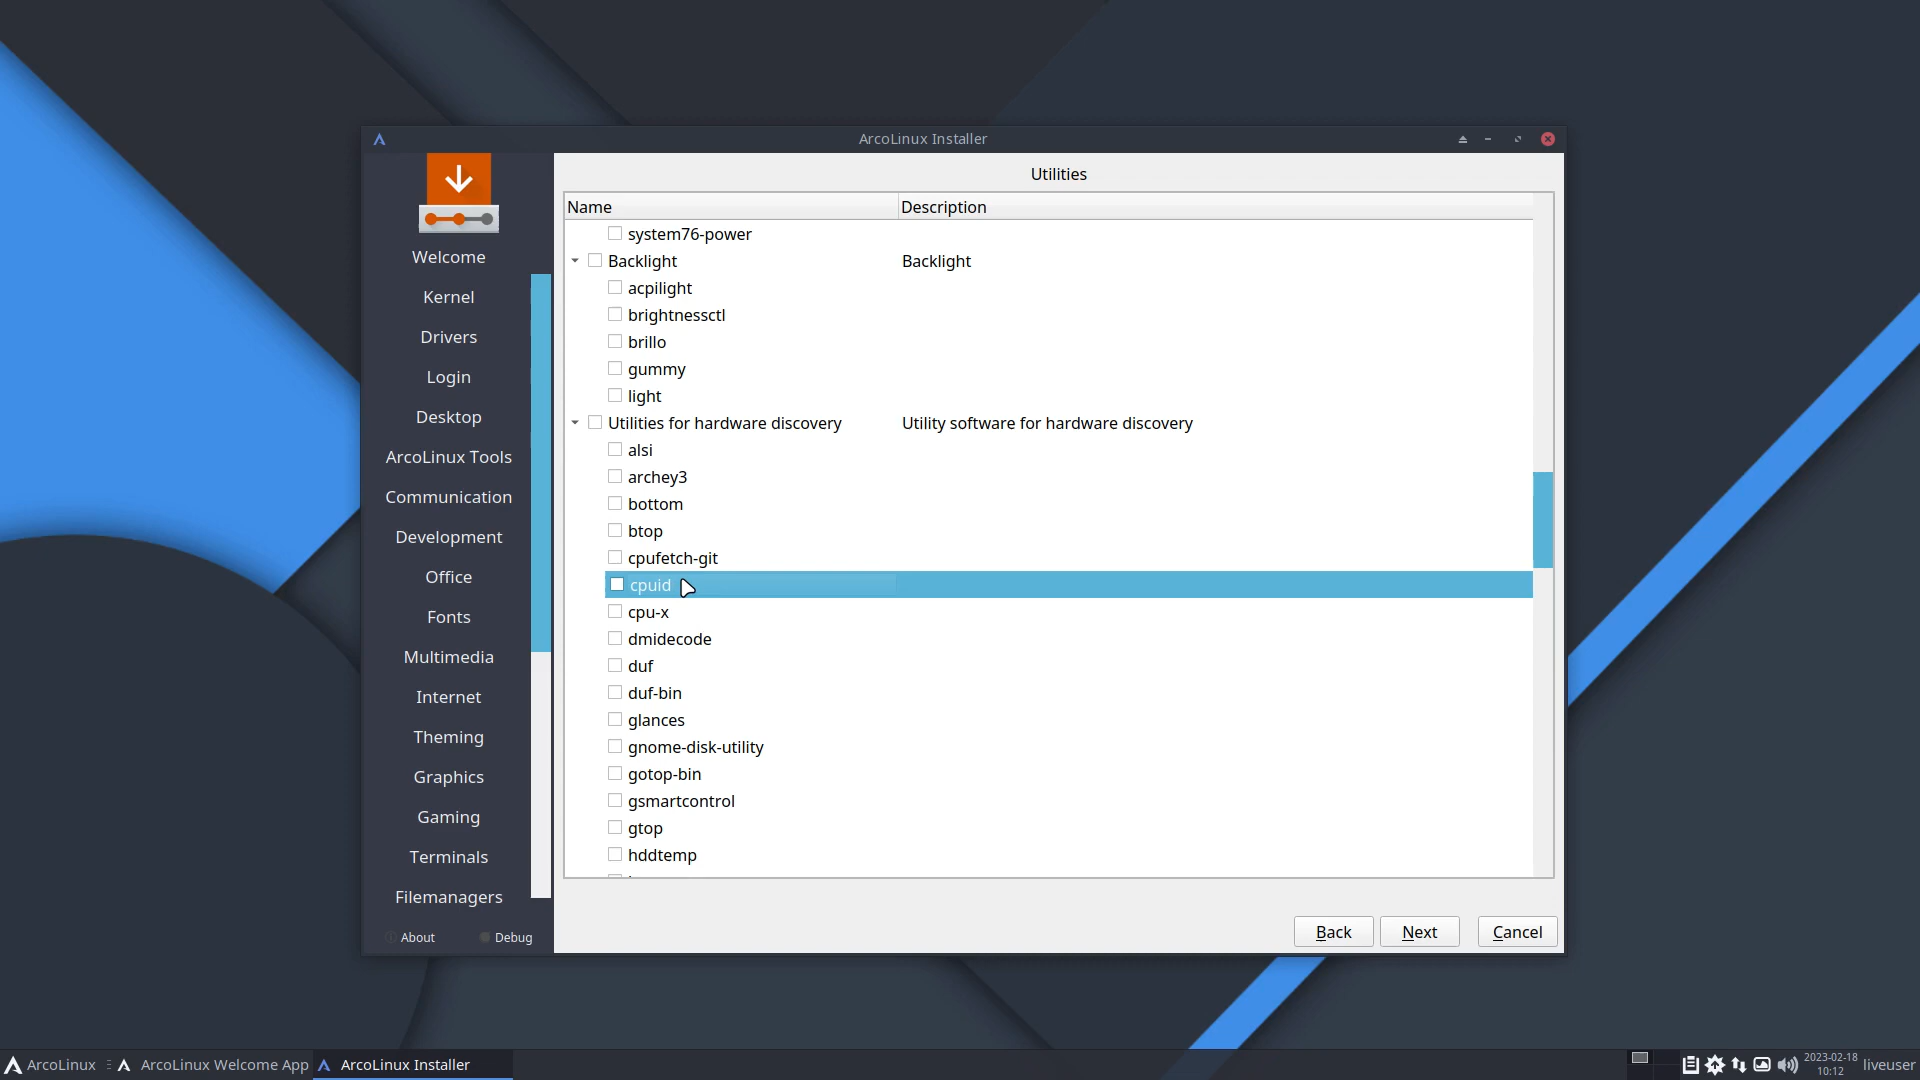 ArcoLinux Installer
Utilities
Name Description
system76-power
Backlight Backlight
acpilight
brightnessctl
brillo
gummy
light
Utilities for hardware discovery Utility software for hardware discovery
alsi
archey3
bottom
btop
cpufetch-git
cpuid
cpu-x
dmidecode
duf
duf-bin
glances
gnome-disk-utility
gotop-bin
gsmartcontrol
gtop
hddtemp
Welcome
Kernel
Drivers
Login
Desktop
ArcoLinux Tools
Communication
Development
Office
Fonts
Multimedia
Internet
Theming
Graphics
Gaming
Terminals
Filemanagers
About Debug
Back Next Cancel
ArcoLinux ArcoLinux Welcome App ArcoLinux Installer
2023-02-18
10:12
liveuser